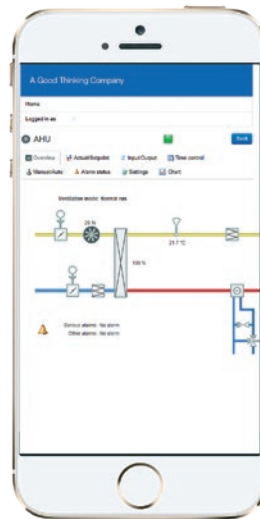 A Good Thinking Company
Home
Logged in as
AHU
Back
Overview Actual/Setpoint Input/Output Time control
Manual/Auto Alarm status Settings Chart
Ventilation mode: Normal run
20 %
21.7 °C
100 %
Serious alarms: No alarm
Other alarms: No alarm